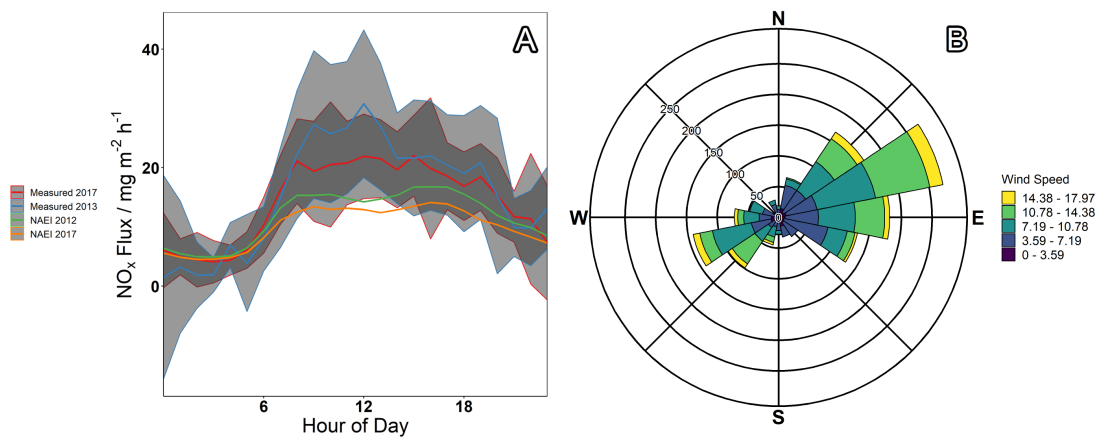 A
40
20
0
NOx Flux / mg m-2 h-1
6
12
18
Hour of Day
Measured 2017
Measured 2013
NAEI 2012
NAEI 2017
B
N
E
S
W
250
200
150
100
50
0
Wind Speed
14.38 - 17.97
10.78 - 14.38
7.19 - 10.78
3.59 - 7.19
0 - 3.59